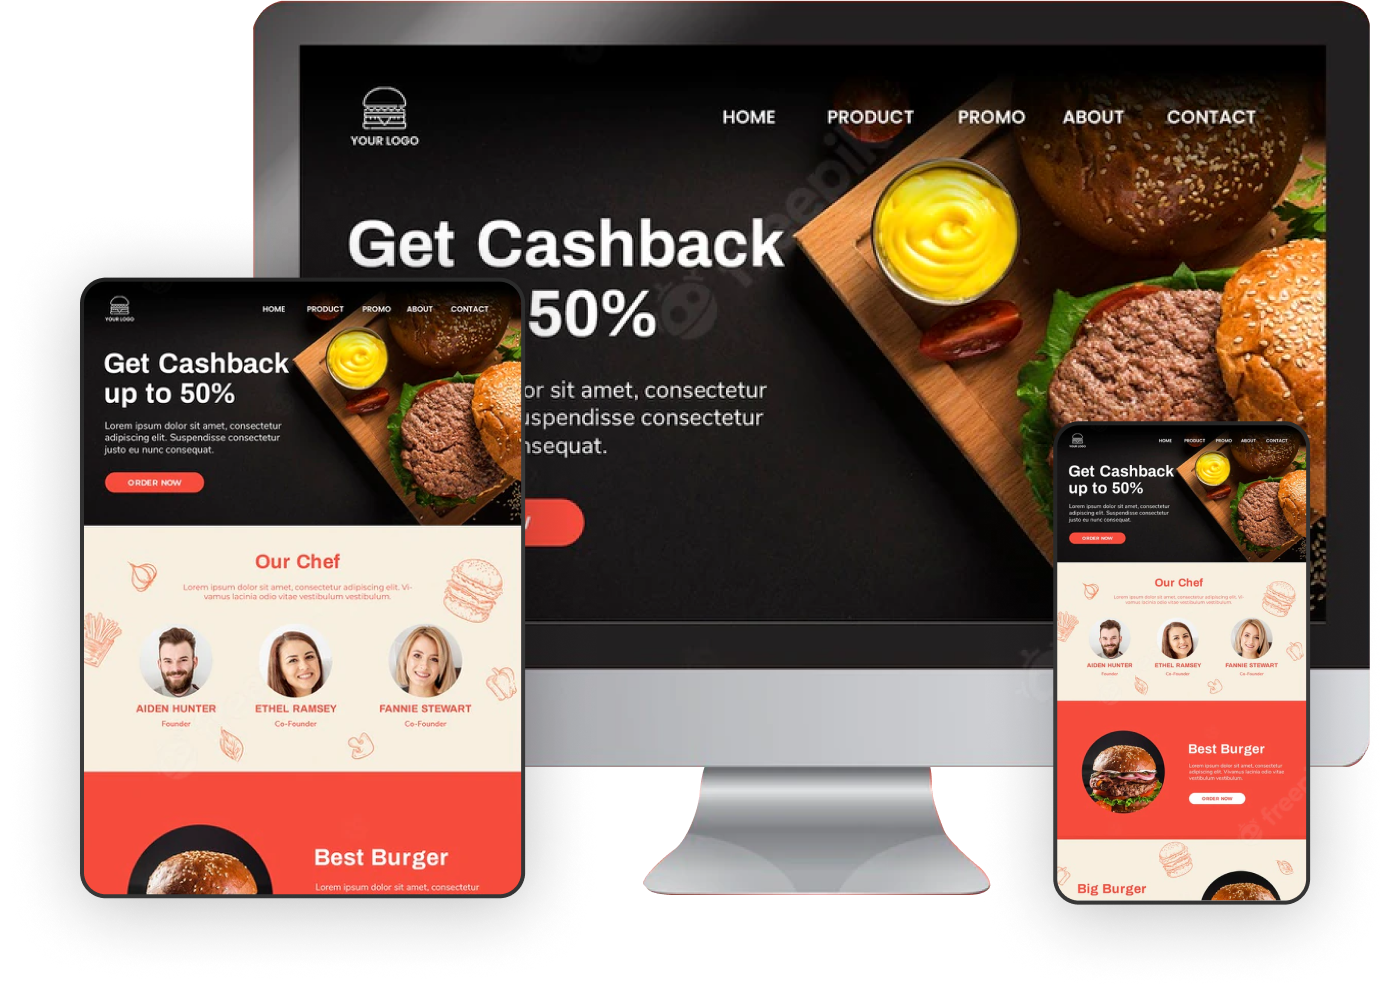 YOUR LOGO
HOME PRODUCT PROMO ABOUT CONTACT
Get Cashback
50%
or sit amet, consectetur
uspendisse consectetur
nsequat.
YOUR LOGO
HOME PRODUCT PROMO ABOUT CONTACT
Get Cashback
up to 50%
Lorem ipsum dolor sit amet, consectetur
adipiscing elit. Suspendisse consectetur
justo eu nunc consequat.
ORDER NOW
Our Chef
Lorem ipsum dolor sit amet, consectetur adipiscing elit. Vi-
vamus lacinia odio vitae vestibulum vestibulum.
AIDEN HUNTER ETHEL RAMSEY FANNIE STEWART
Founder Co-Founder Co-Founder
Best Burger
Lorem ipsum dolor sit amet, consectetur
YOUR LOGO
HOME PRODUCT PROMO ABOUT CONTACT
Get Cashback
up to 50%
Lorem ipsum dolor sit amet, consectetur
adipiscing elit. Suspendisse consectetur
justo eu nunc consequat.
ORDER NOW
Our Chef
Lorem ipsum dolor sit amet, consectetur adipiscing elit. Vi-
vamus lacinia odio vitae vestibulum vestibulum.
AIDEN HUNTER ETHEL RAMSEY FANNIE STEWART
Founder Co-Founder Co-Founder
Best Burger
Lorem ipsum dolor sit amet, consectetur
adipiscing elit. Vivamus lacinia odio vitae
vestibulum vestibulum.
ORDER NOW
Big Burger
freepik